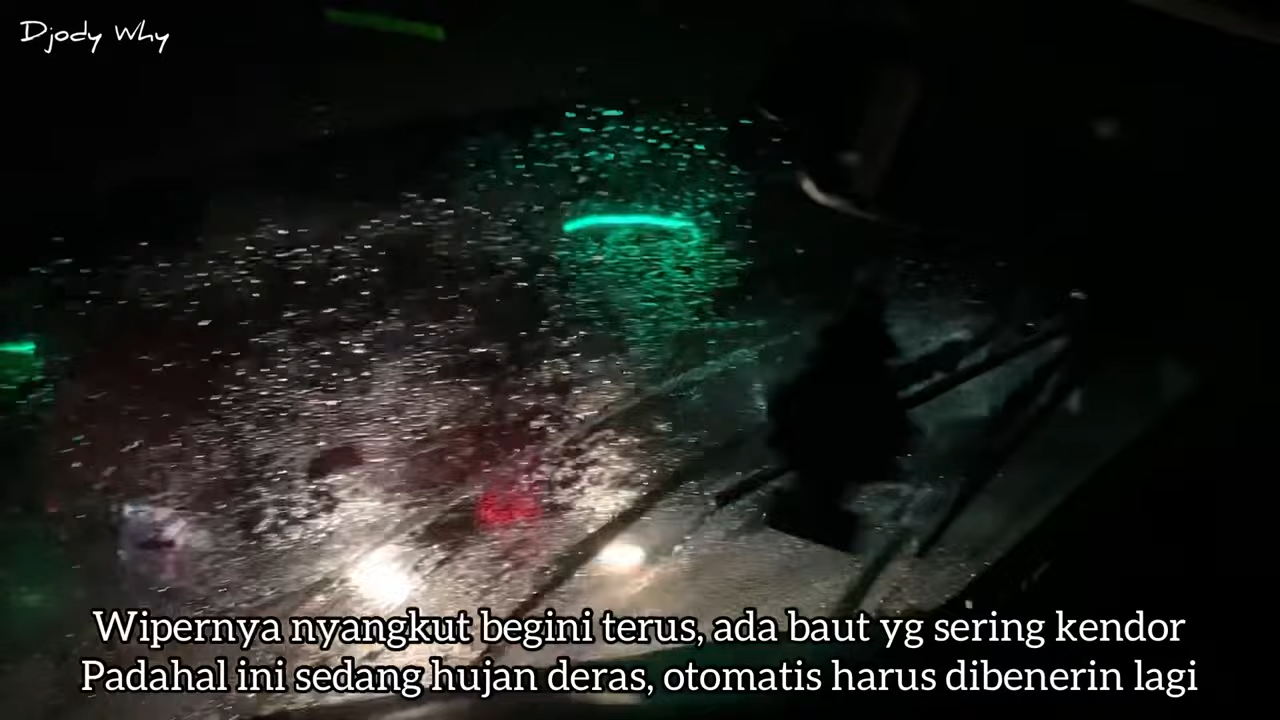 Djody Why
Wipernya nyangkut begini terus, ada baut yg sering kendor
Padahal ini sedang hujan deras, otomatis harus dibenerin lagi